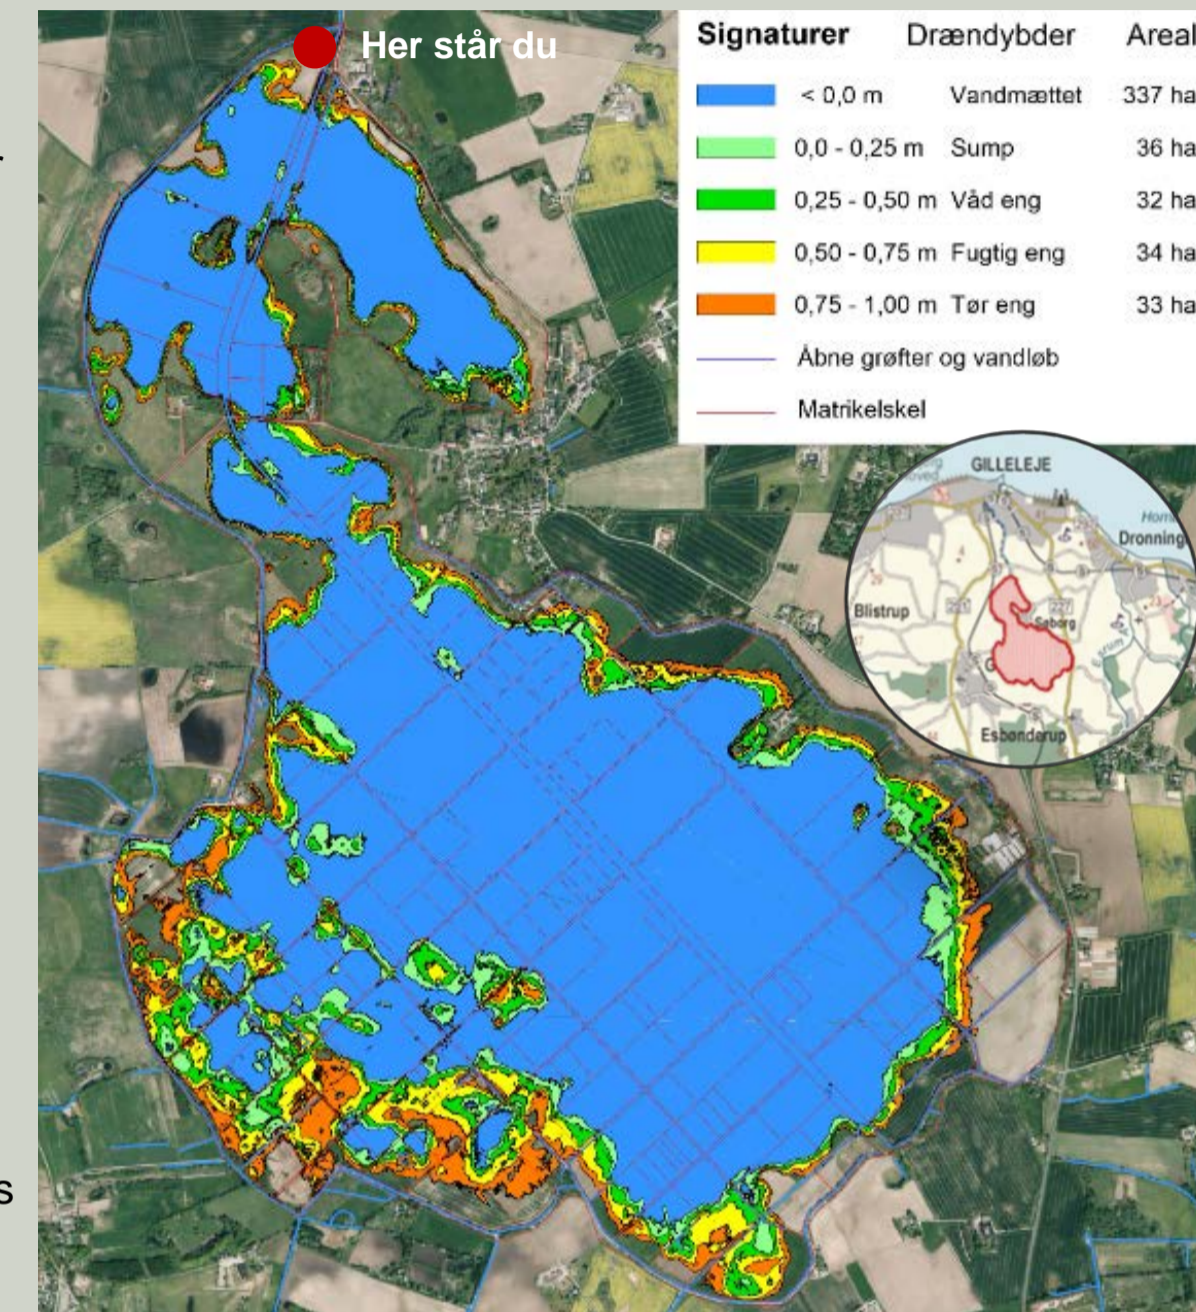 Her står du
Signaturer Drændybder Areal
< 0,0 m Vandmættet 337 ha
0,0 - 0,25 m Sump 36 ha
0,25 - 0,50 m Våd eng 32 ha
0,50 - 0,75 m Fugtig eng 34 ha
0,75 - 1,00 m Tør eng 33 ha
Åbne grøfter og vandløb
Matrikelskel
GILLELEJE
Dronning
Blistrup
227
Søborg
G
Esbønderup
s